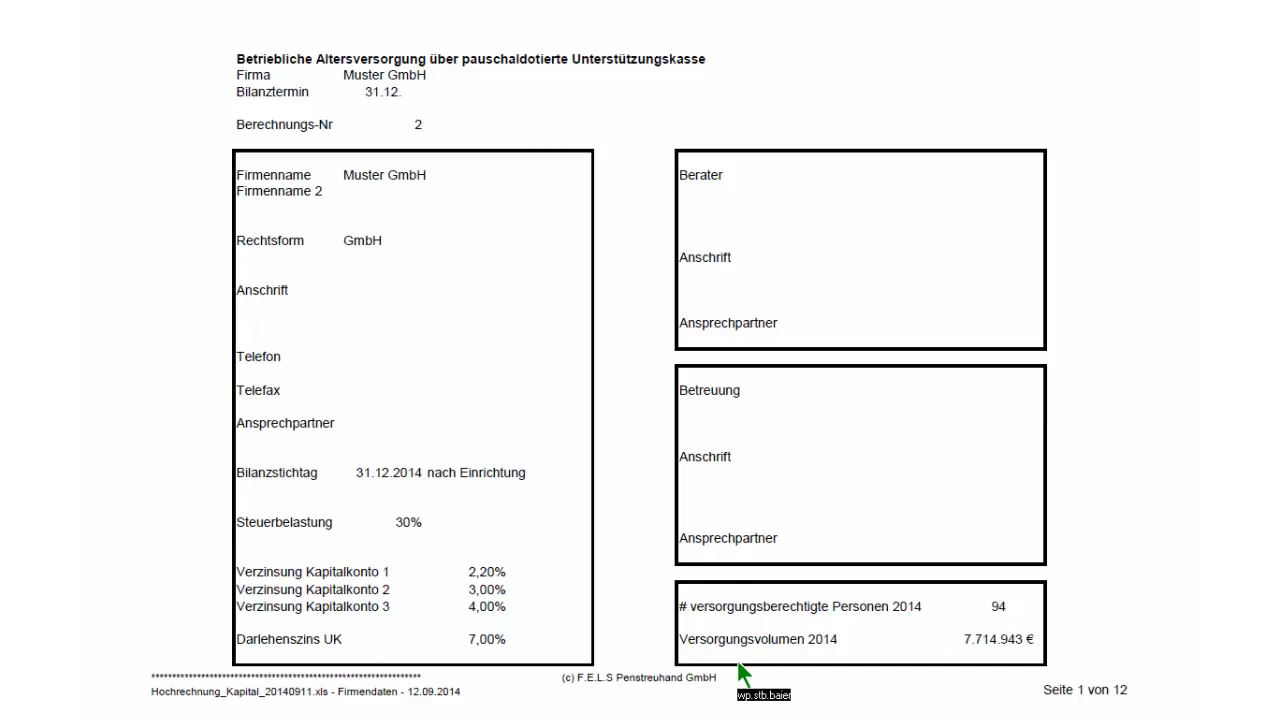 Betriebliche Altersversorgung über pauschaldotierte Unterstützungskasse
Firma Muster GmbH
Bilanztermin 31.12.
Berechnungs-Nr 2
Firmenname Muster GmbH
Firmenname 2
Rechtsform GmbH
Anschrift
Telefon
Telefax
Ansprechpartner
Bilanzstichtag 31.12.2014 nach Einrichtung
Steuerbelastung 30%
Verzinsung Kapitalkonto 1 2,20%
Verzinsung Kapitalkonto 2 3,00%
Verzinsung Kapitalkonto 3 4,00%
Darlehenszins UK 7,00%
Berater
Anschrift
Ansprechpartner
Betreuung
Anschrift
Ansprechpartner
# versorgungsberechtigte Personen 2014 94
Versorgungsvolumen 2014 7.714.943 €
****************************************************************
(c) F.E.L.S Penstreuhand GmbH
Hochrechnung_Kapital_20140911.xls - Firmendaten - 12.09.2014
wp.stb.baier
Seite 1 von 12